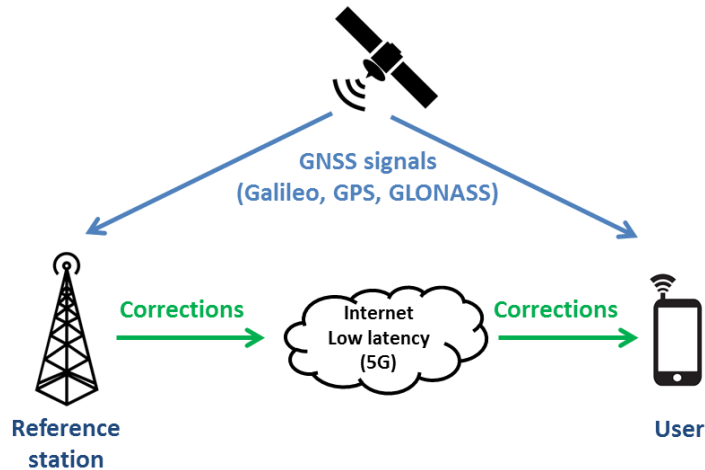 GNSS signals
(Galileo, GPS, GLONASS)
Corrections
Internet
Low latency
(5G)
Corrections
Reference
station
User